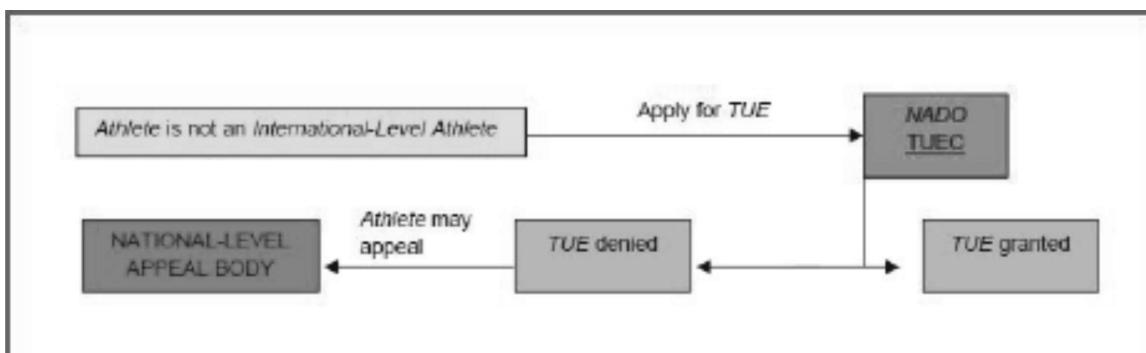 Athlete is not an International-Level Athlete
Apply for TUE
NADO
TUEC
NATIONAL-LEVEL
APPEAL BODY
Athlete may
appeal
TUE denied
TUE granted